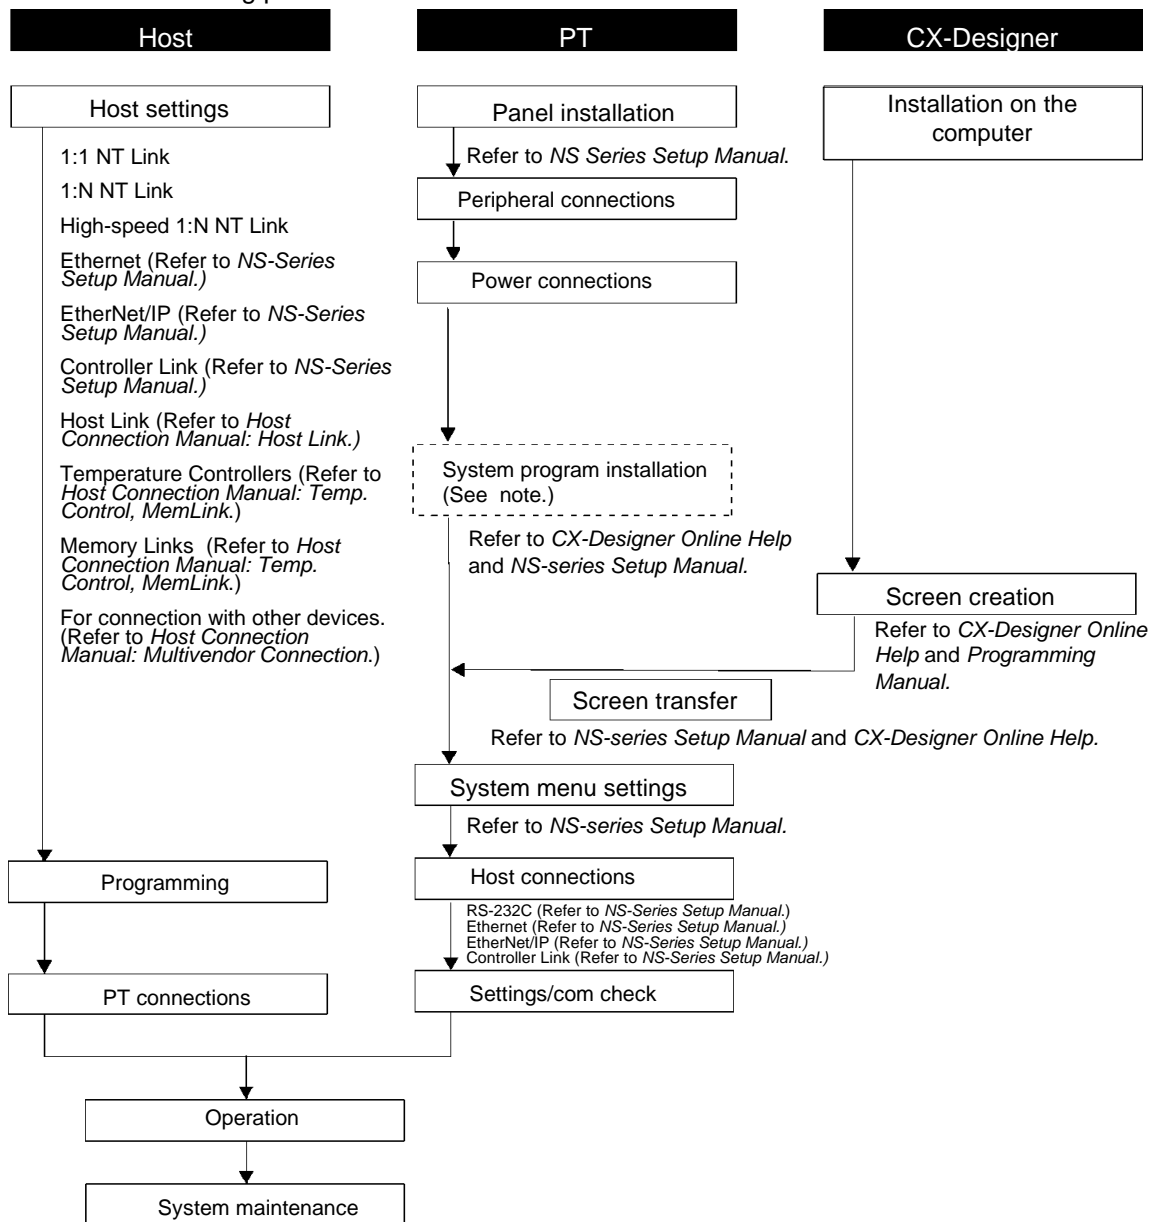 Host
PT
CX-Designer
Host settings
1:1 NT Link
1:N NT Link
High-speed 1:N NT Link
Ethernet (Refer to NS-Series
Setup Manual.)
EtherNet/IP (Refer to NS-Series
Setup Manual.)
Controller Link (Refer to NS-Series
Setup Manual.)
Host Link (Refer to Host
Connection Manual: Host Link.)
Temperature Controllers (Refer to
Host Connection Manual: Temp.
Control, MemLink.)
Memory Links (Refer to Host
Connection Manual: Temp.
Control, MemLink.)
For connection with other devices.
(Refer to Host Connection
Manual: Multivendor Connection.)
Programming
PT connections
Panel installation
Refer to NS Series Setup Manual.
Peripheral connections
Power connections
System program installation
(See note.)
Refer to CX-Designer Online Help
and NS-series Setup Manual.
Installation on the
computer
Screen creation
Refer to CX-Designer Online
Help and Programming
Manual.
Screen transfer
Refer to NS-series Setup Manual and CX-Designer Online Help.
System menu settings
Refer to NS-series Setup Manual.
Host connections
RS-232C (Refer to NS-Series Setup Manual.)
Ethernet (Refer to NS-Series Setup Manual.)
EtherNet/IP (Refer to NS-Series Setup Manual.)
Controller Link (Refer to NS-Series Setup Manual.)
Settings/com check
Operation
System maintenance